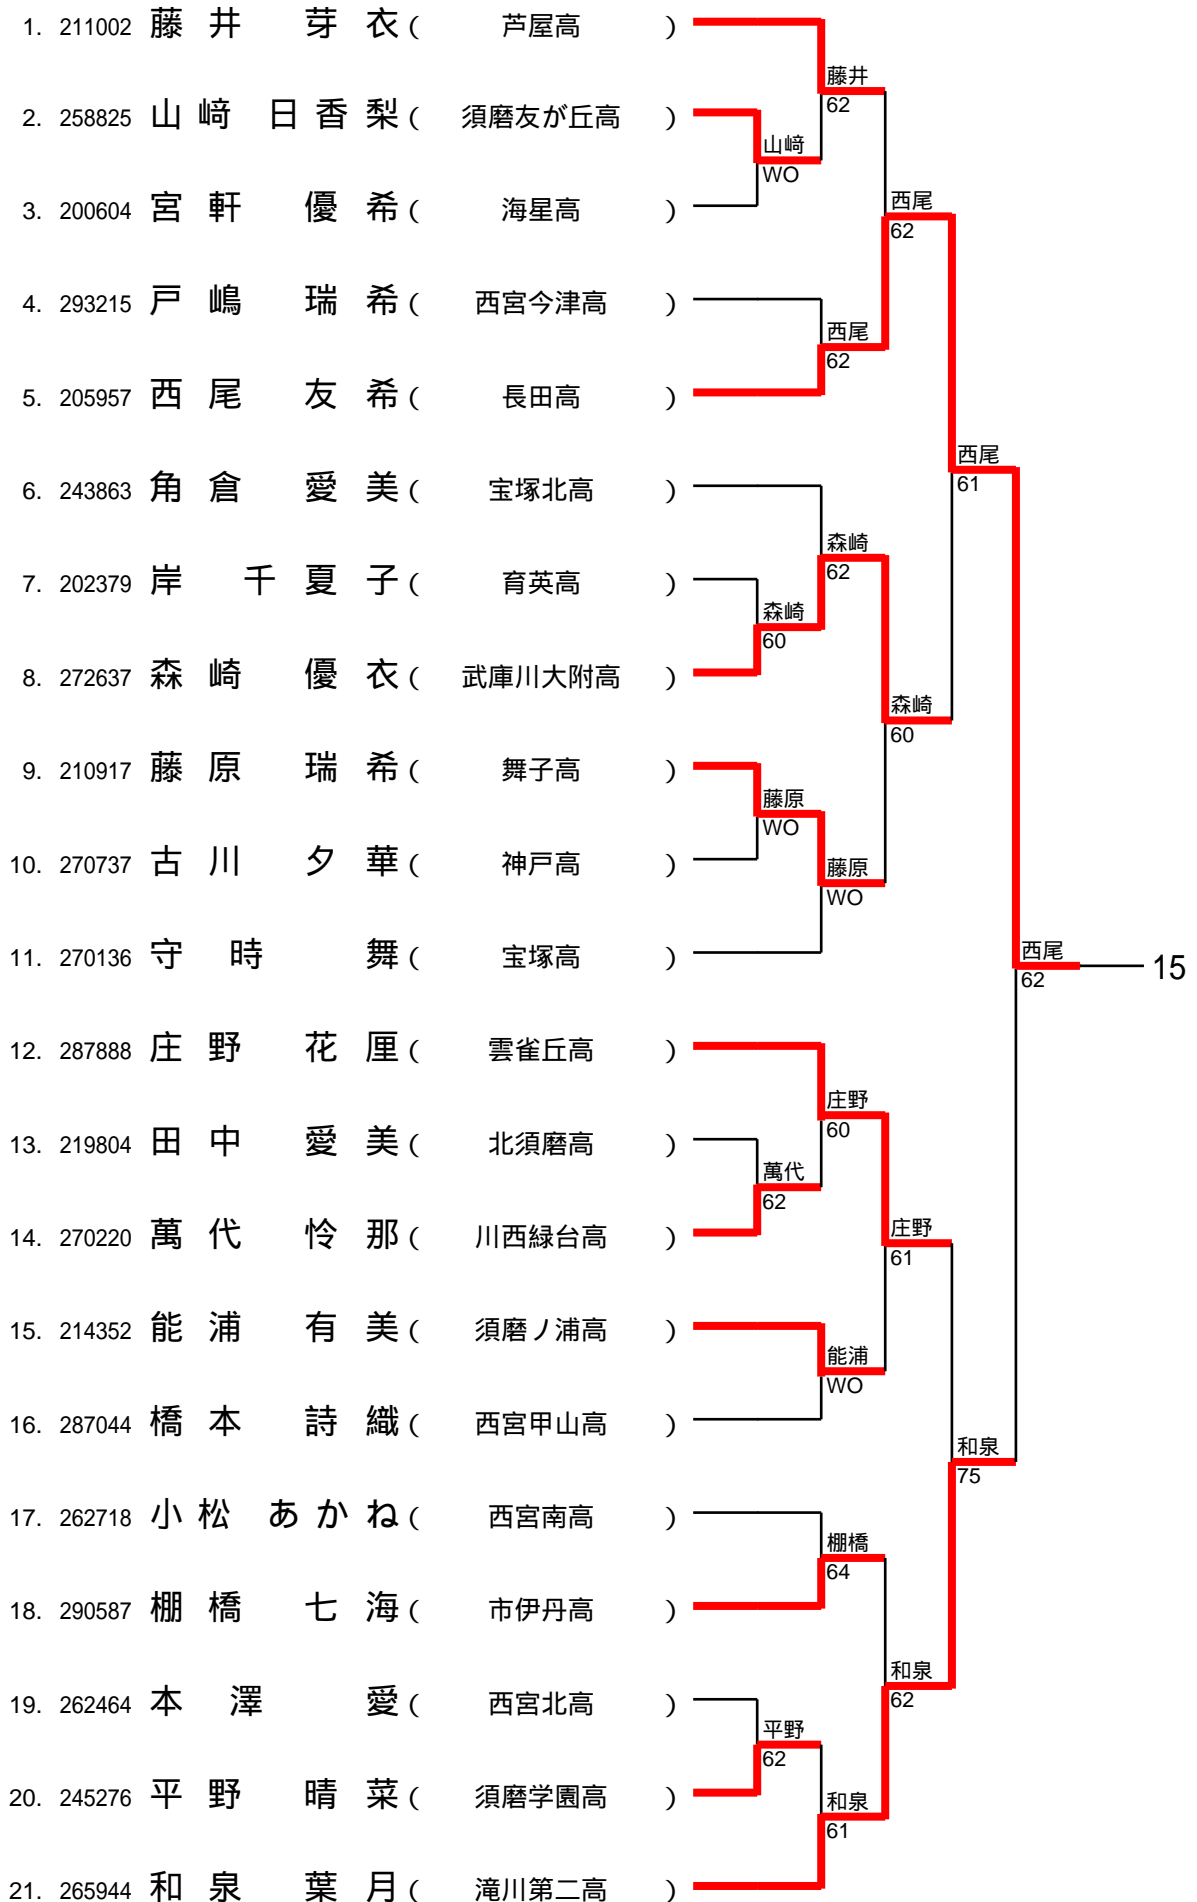 1. 211002 藤井 芽衣 ( 芦屋高 )
藤井
62
2. 258825 山﨑 日香梨 ( 須磨友が丘高 )
山﨑
WO
3. 200604 宮軒 優希 ( 海星高 )
西尾
62
4. 293215 戸嶋 瑞希 ( 西宮今津高 )
西尾
62
5. 205957 西尾 友希 ( 長田高 )
西尾
61
6. 243863 角倉 愛美 ( 宝塚北高 )
森崎
62
7. 202379 岸 千夏子 ( 育英高 )
森崎
60
8. 272637 森崎 優衣 ( 武庫川大附高 )
森崎
60
9. 210917 藤原 瑞希 ( 舞子高 )
藤原
WO
10. 270737 古川 夕華 ( 神戸高 )
藤原
WO
11. 270136 守時 舞 ( 宝塚高 )
西尾
62
15
12. 287888 庄野 花厘 ( 雲雀丘高 )
庄野
60
13. 219804 田中 愛美 ( 北須磨高 )
萬代
62
14. 270220 萬代 怜那 ( 川西緑台高 )
庄野
61
15. 214352 能浦 有美 ( 須磨ノ浦高 )
能浦
WO
16. 287044 橋本 詩織 ( 西宮甲山高 )
和泉
75
17. 262718 小松 あかね ( 西宮南高 )
棚橋
64
18. 290587 棚橋 七海 ( 市伊丹高 )
和泉
62
19. 262464 本澤 愛 ( 西宮北高 )
平野
62
20. 245276 平野 晴菜 ( 須磨学園高 )
和泉
61
21. 265944 和泉 葉月 ( 滝川第二高 )